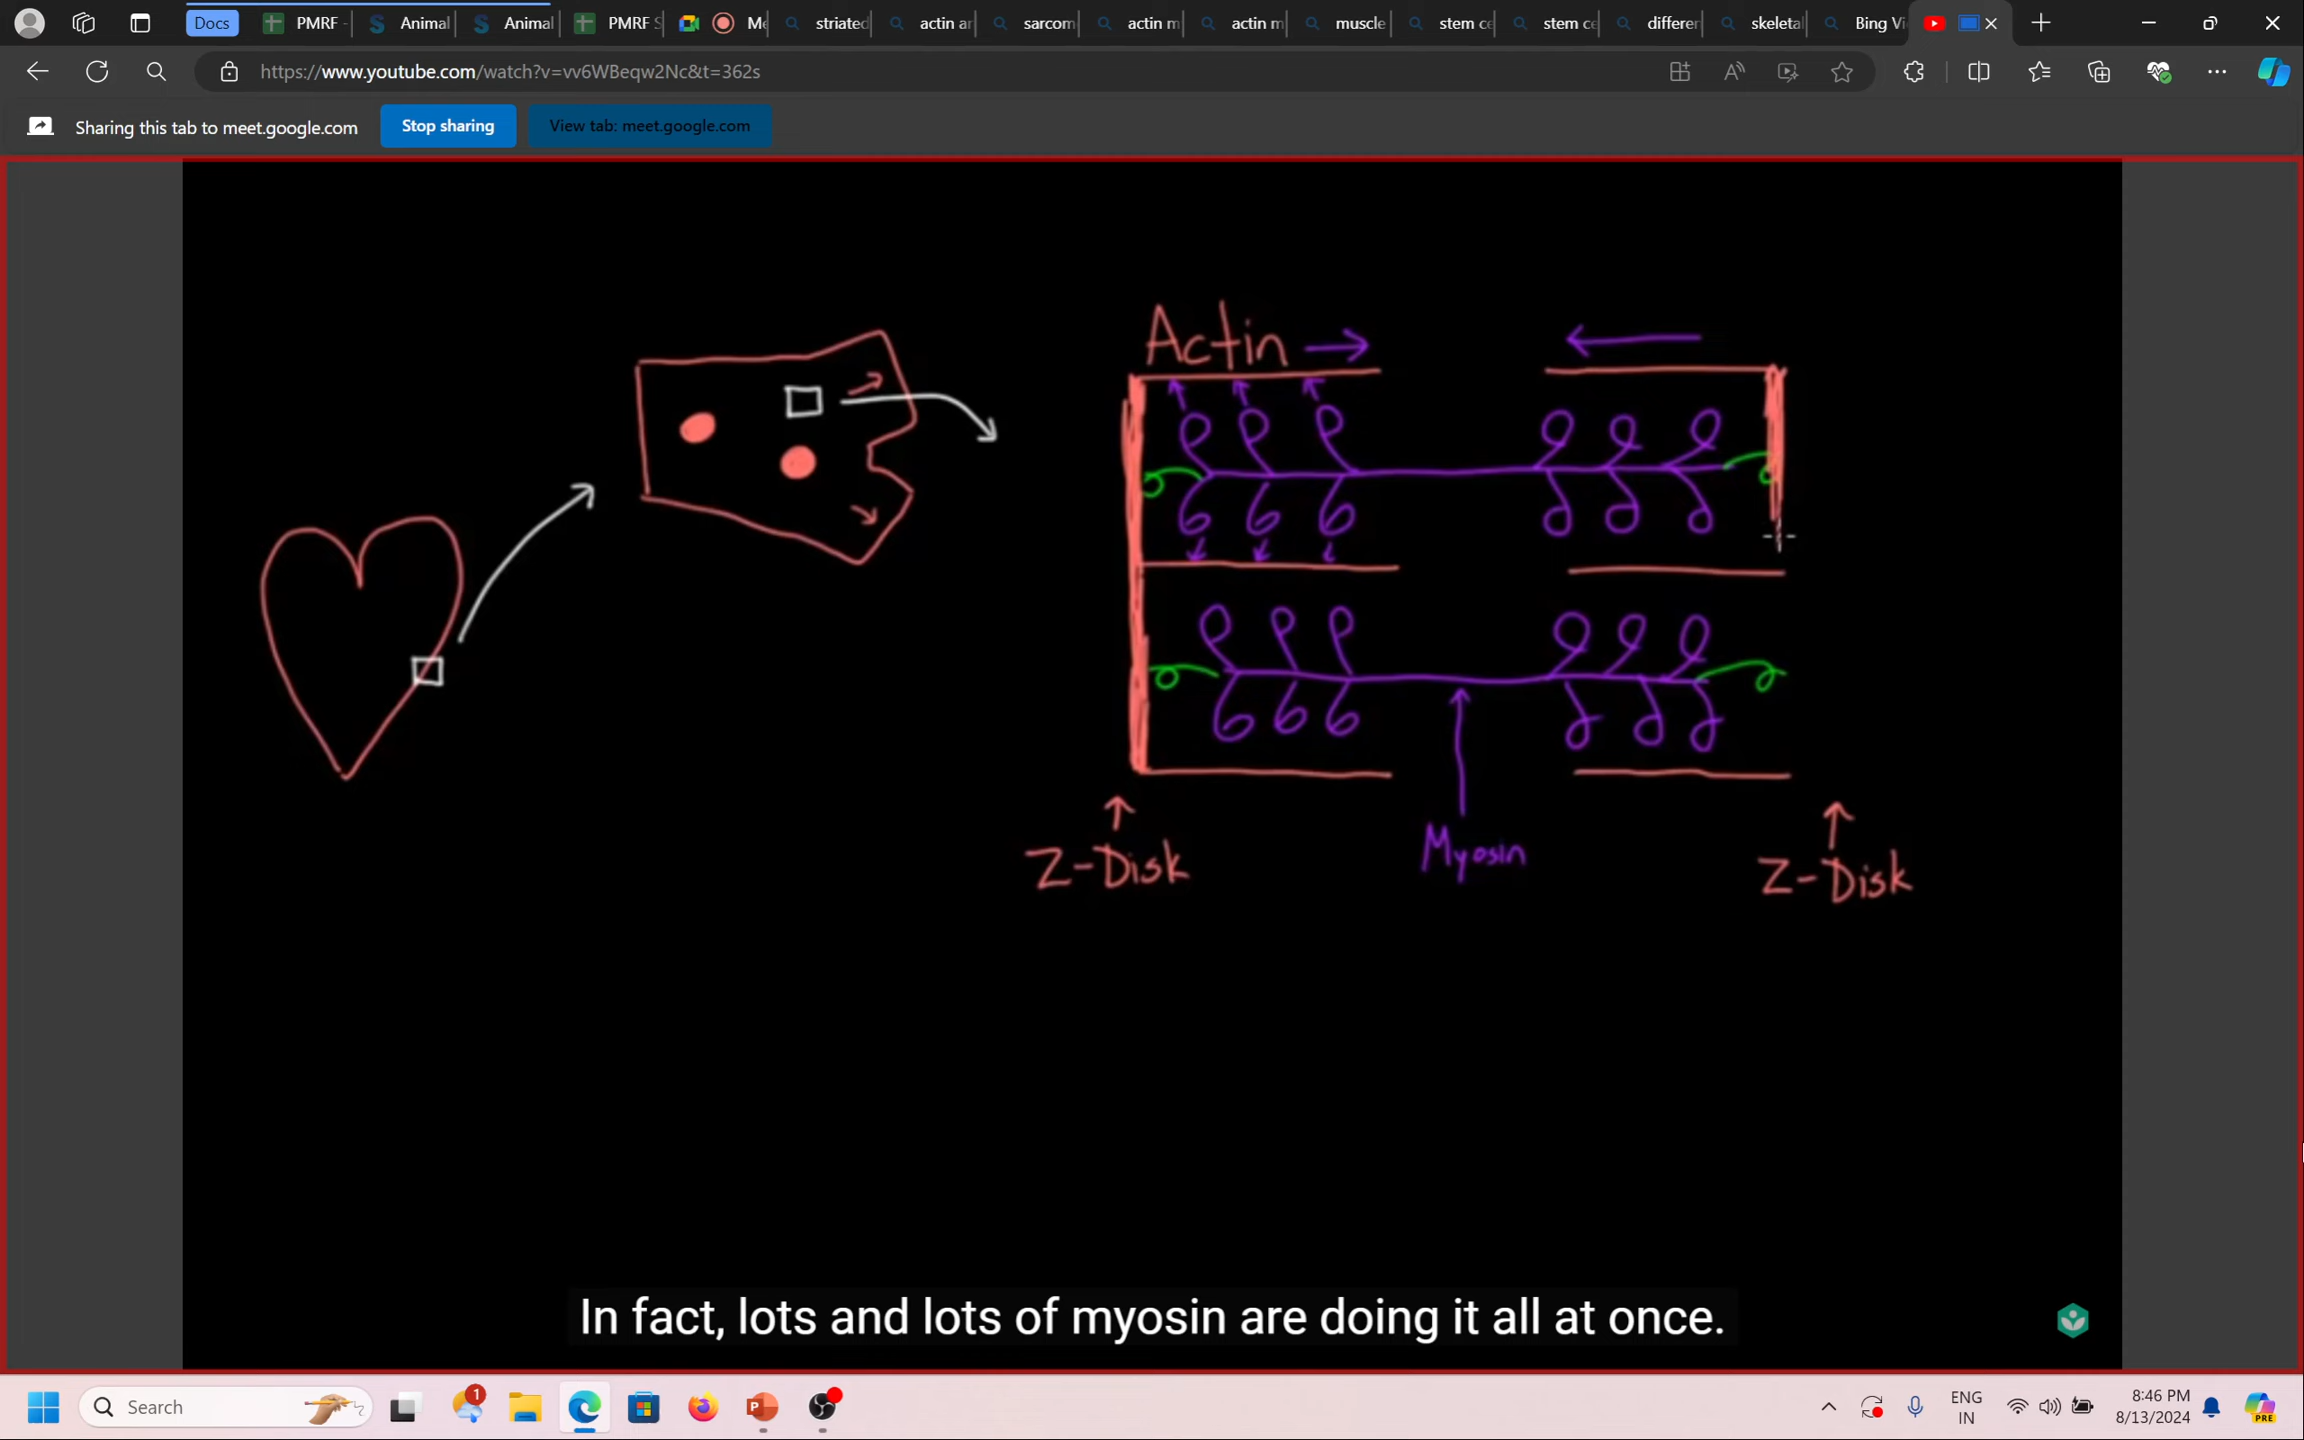 Docs PMRF - Animal Animal PMRF S Me striated actin ar sarcom actin m actin m muscle stem ce stem ce differen skeletal Bing Vi
https://www.youtube.com/watch?v=vv6WBeqw2Nc&t=362s
Sharing this tab to meet.google.com Stop sharing View tab: meet.google.com
Actin
Myosin
Z-Disk Z-Disk
In fact, lots and lots of myosin are doing it all at once.
1
Search P ENG 8:46 PM
IN 8/13/2024 PRE